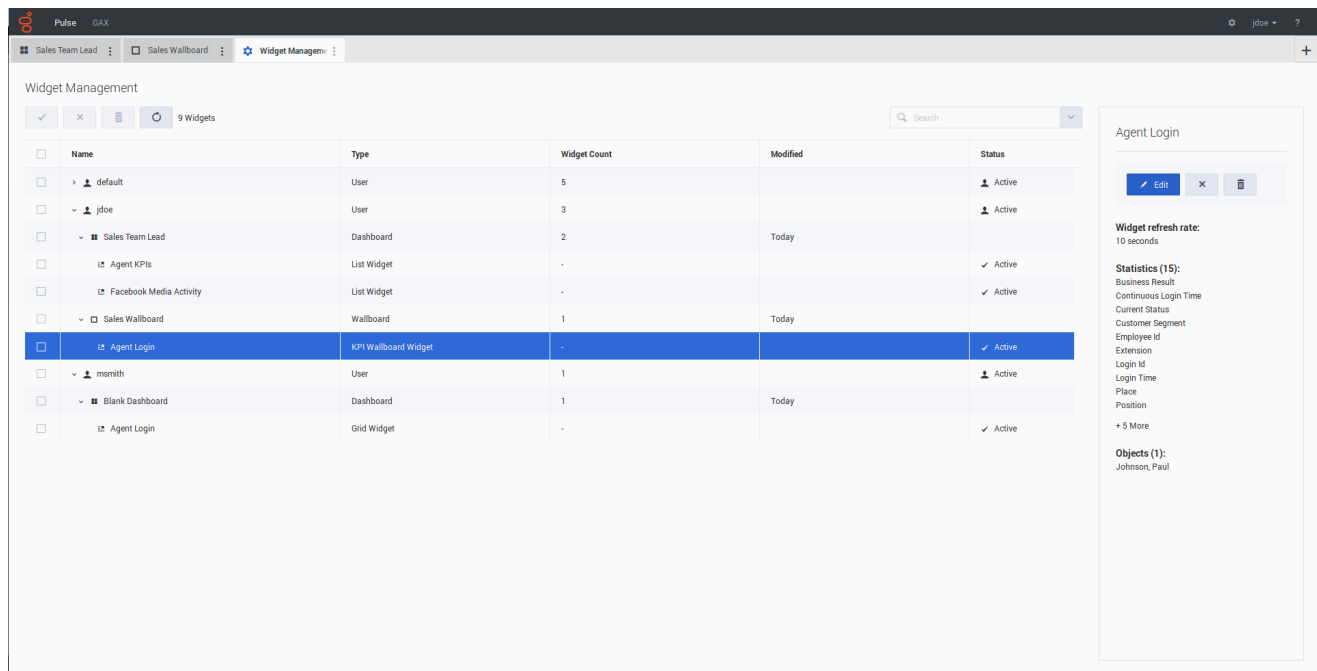 Pulse GAX jdoe ?
Sales Team Lead Sales Wallboard Widget Manageme +
Widget Management
9 Widgets Search
Name Type Widget Count Modified Status
default User 5 Active
jdoe User 3 Active
Sales Team Lead Dashboard 2 Today
Agent KPIs List Widget - Active
Facebook Media Activity List Widget - Active
Sales Wallboard Wallboard 1 Today
Agent Login KPI Wallboard Widget - Active
msmith User 1 Active
Blank Dashboard Dashboard 1 Today
Agent Login Grid Widget - Active
Agent Login
Edit
Widget refresh rate:
10 seconds
Statistics (15):
Business Result
Continuous Login Time
Current Status
Customer Segment
Employee Id
Extension
Login Id
Login Time
Place
Position
+ 5 More
Objects (1):
Johnson, Paul